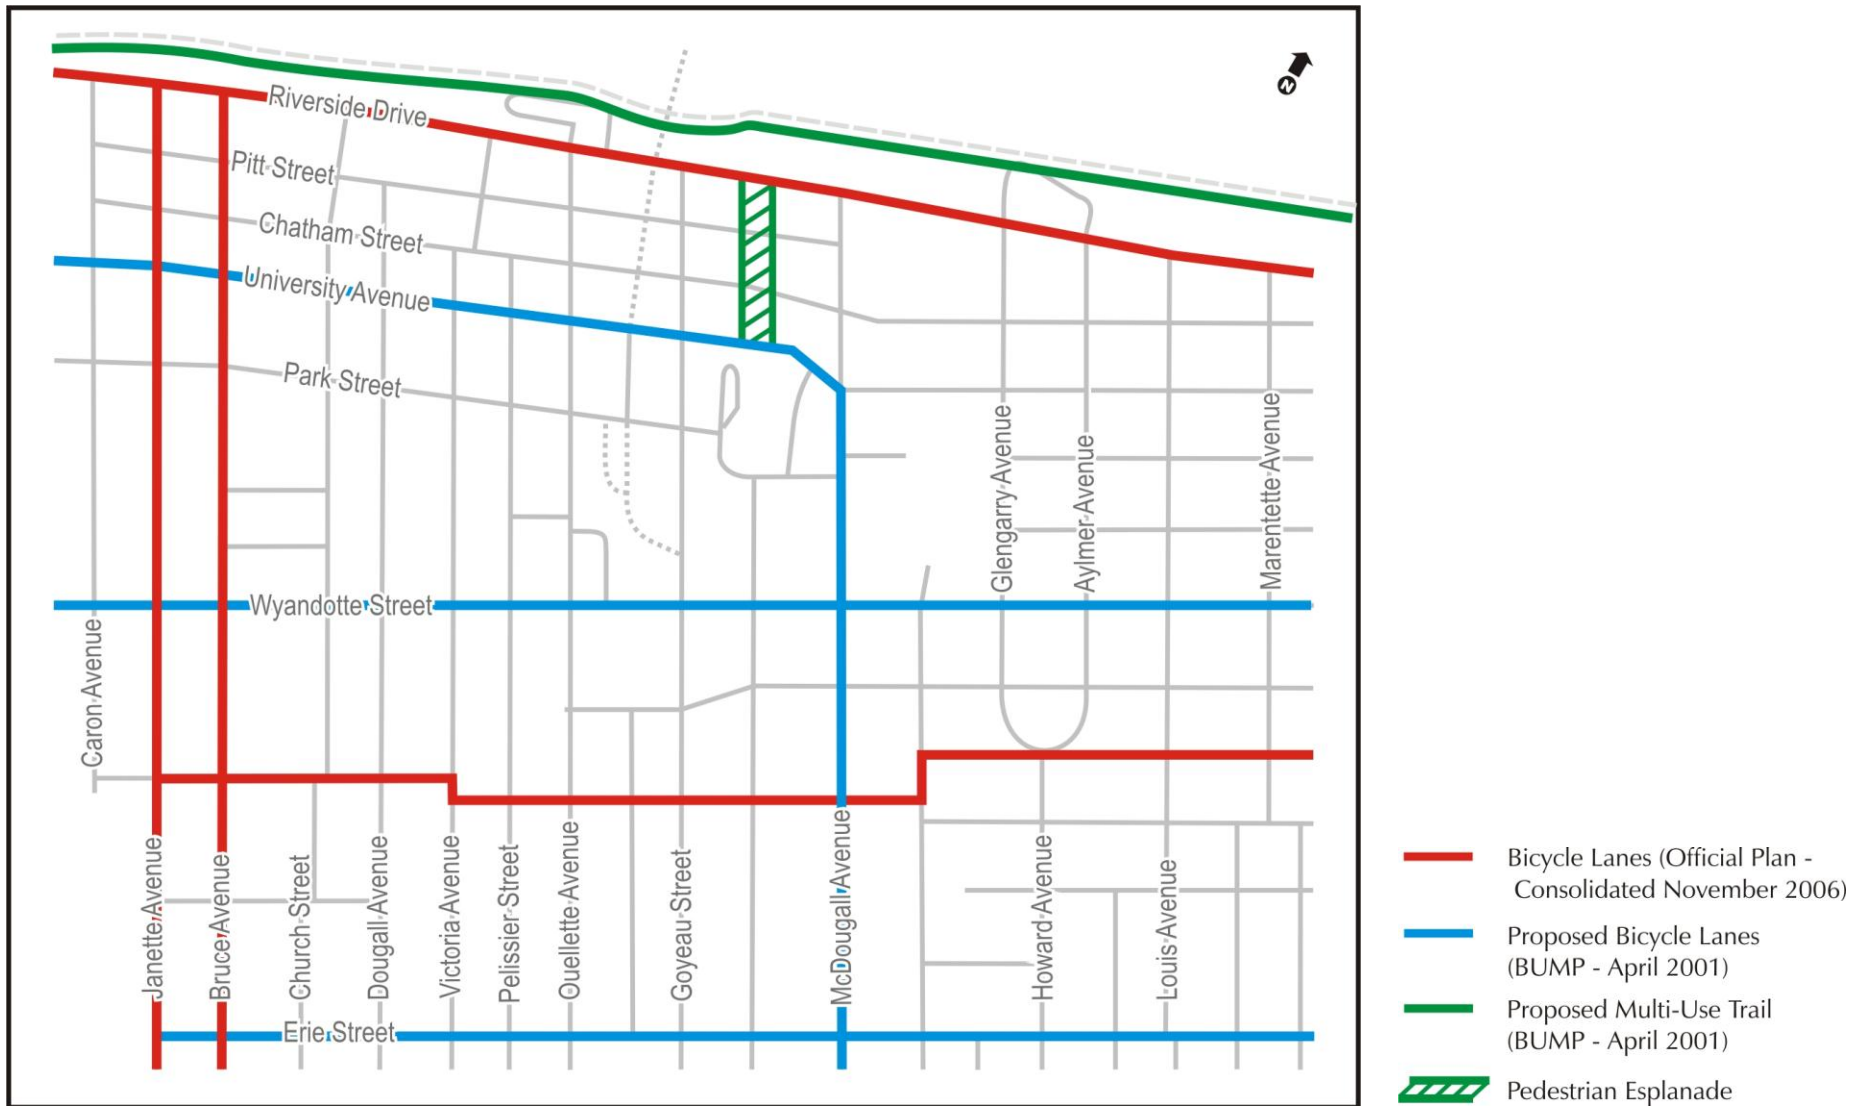 N
Riverside Drive
Pitt Street
Chatham Street
University Avenue
Park Street
Glengarry Avenue
Aylmer Avenue
Marentette Avenue
Wyandotte Street
Caron Avenue
Janette Avenue
Bruce Avenue
Church Street
Dougall Avenue
Victoria Avenue
Pelissier Street
Ouellette Avenue
Goyeau Street
McDougall Avenue
Howard Avenue
Louis Avenue
Erie Street
Bicycle Lanes (Official Plan -
Consolidated November 2006)
Proposed Bicycle Lanes
(BUMP - April 2001)
Proposed Multi-Use Trail
(BUMP - April 2001)
Pedestrian Esplanade